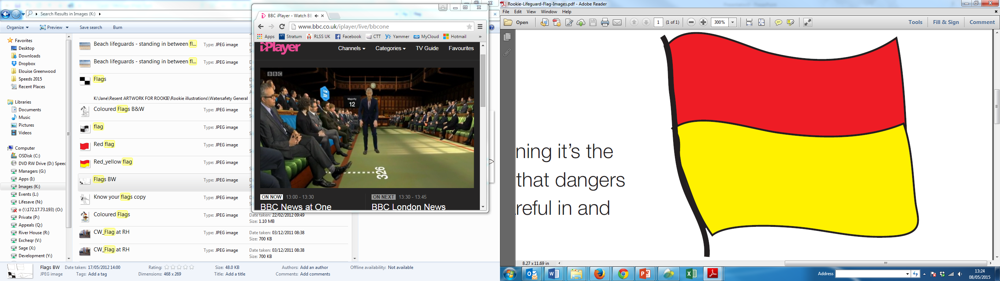 Search Results in Images (K:)
Organize
Preview
Save search
Burn
Favorites
Desktop
Downloads
Dropbox
Elouise Greenwood
Speeds 2015
Recent Places
Libraries
Documents
Music
Pictures
Videos
Computer
OSDisk (C:)
DVD RW Drive (D:) Speec
Managers (G:)
Apps (I:)
Images (K:)
Events (L:)
Lifesave (N:)
o (\\172.17.73.193) (O:)
Private (P:)
Appeals (Q:)
River House (R:)
Excheqr (V:)
Sage (X:)
Development (Y:)
Beach lifeguards - standing in between fl... Type: JPEG image
Beach lifeguards - standing in between fl... Type: JPEG image
Flags
K:\Jane\Resent ARTWORK FOR ROOKIE\Rookie illustrations\Watersafety General
Coloured Flags B&W Type: JPEG image
flag Type: JPEG image
Red flag Type: JPEG image
Red_yellow flag Type: JPEG image
Flags BW Type: JPEG image
Know your flags copy Type: JPEG image
Coloured Flags Type: JPEG image Date taken: 22/02/2012 09:49
Size: 1.10 MB
CW_Flag at RH Type: JPEG image Date taken: 03/12/2011 08:38
Size: 700 KB
CW_Flag at RH Type: JPEG image Date taken: 03/12/2011 08:38
Size: 700 KB
Flags BW Date taken: 17/05/2012 14:00 Rating: Size: 48.0 KB Authors: Add an author Offline availability: Not available
JPEG image Tags: Add a tag Dimensions: 468 x 269 Title: Add a title Comments: Add comments
BBC iPlayer - Watch BB
www.bbc.co.uk/iplayer/live/bbcone
Apps Stratum RLSS UK Facebook CTT Yammer MyCloud Hotmail »
iPlayer
Channels Categories TV Guide Favourites
BBC
CON
331
Majority
12
326
ON NOW 13:00 - 13:30 ON NEXT 13:30 - 13:45
BBC News at One BBC London News
Rookie-Lifeguard-Flag-Images.pdf - Adobe Reader
File Edit View Window Help
Open 1 (1 of 1) 300% Tools Fill & Sign Comment
ning it's the
that dangers
reful in and
8.27 x 11.69 in
Address
13:24
08/05/2015